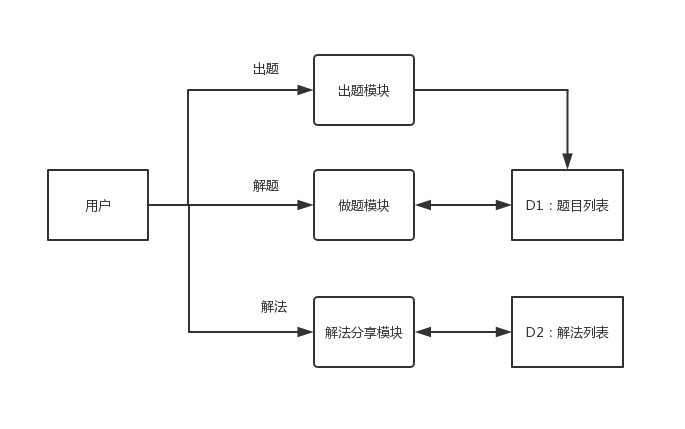 出题
出题模块
用户
解题
做题模块
D1：题目列表
解法
解法分享模块
D2：解法列表